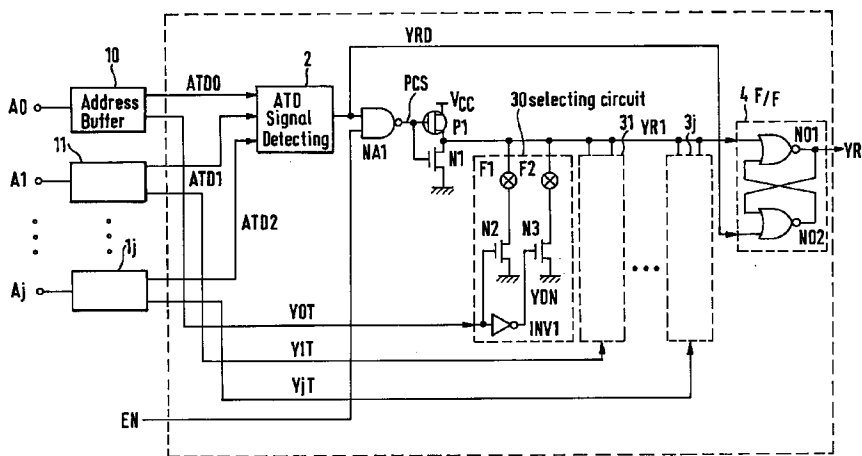 10
2
YRD
ATD0
PCS
VCC
30 selecting circuit
4 F/F
A0
Address Buffer
ATD Signal Detecting
P1
31
YR1
3j
NO1
YR
11
NA1
N1
F1
F2
A1
ATD1
ATD2
N2
N3
NO2
1j
Aj
Y0T
YDN
INV1
Y1T
YjT
EN